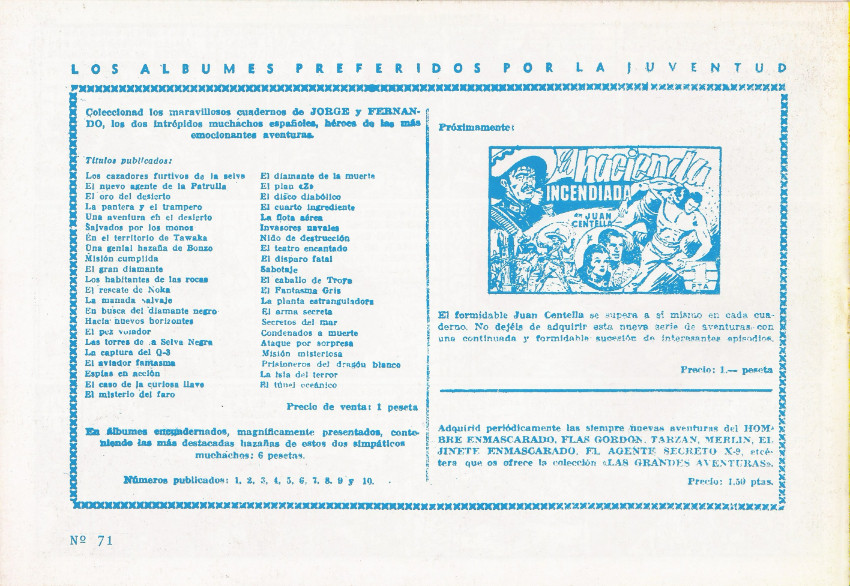 LOS ALBUMES PREFERIDOS POR LA JUVENTUD
Coleccionad los maravillosos cuadernos de JORGE y FERNAN-
DO, los dos intrépidos muchachos españoles, héroes de las más
emocionantes aventuras.
Títulos publicados:
Los cazadores furtivos de la selva
El nuevo agente de la Patrulla
El oro del desierto
La pantera y el trampero
Una aventura en el desierto
Salvados por los monos
En el territorio de Tawaka
Una genial hazaña de Bonzo
Misión cumplida
El gran diamante
Los habitantes de las rocas
El rescate de Noka
La manada salvaje
En busca del diamante negro
Hacia nuevos horizontes
El pez volador
Las torres de la Selva Negra
La captura del Q-3
El aviador fantasma
Espías en acción
El caso de la curiosa llave
El misterio del faro
El diamante de la muerte
El plan «Z»
El disco diabólico
El cuarto ingrediente
La flota aérea
Invasores navales
Nido de destrucción
El teatro encantado
El disparo fatal
Sabotaje
El caballo de Troya
El Fantasma Gris
La planta estranguladora
El arma secreta
Secretos del mar
Condenados a muerte
Ataque por sorpresa
Misión misteriosa
Prisioneros del dragón blanco
La isla del terror
El túnel oceánico
Precio de venta: 1 peseta
En Álbumes encuadernados, magníficamente presentados, conte-
niendo las más destacadas hazañas de estos dos simpáticos
muchachos: 6 pesetas.
Números publicados: 1, 2, 3, 4, 5, 6, 7, 8, 9 y 10.
Próximamente:
La hacienda
INCENDIADA
en JUAN
CENTELLA
El formidable Juan Centella se supera a sí mismo en cada cua-
derno. No dejéis de adquirir esta nueva serie de aventuras con
una continuada y formidable sucesión de interesantes episodios.
Precio: 1.— peseta
Adquirid periódicamente las siempre nuevas aventuras del HOM-
BRE ENMASCARADO, FLAS GORDON, TARZAN, MERLIN, EL
JINETE ENMASCARADO, EL AGENTE SECRETO X-9, etcé-
tera que os ofrece la colección «LAS GRANDES AVENTURAS».
Precio: 1,50 ptas.
Nº 71